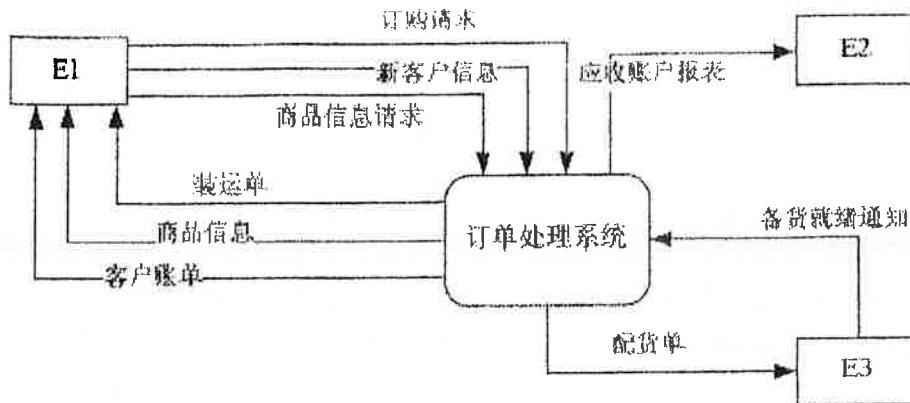 订购请求
E1
E2
新客户信息
应收账户报表
商品信息请求
装运单
备货就绪通知
商品信息
订单处理系统
客户账单
配货单
E3